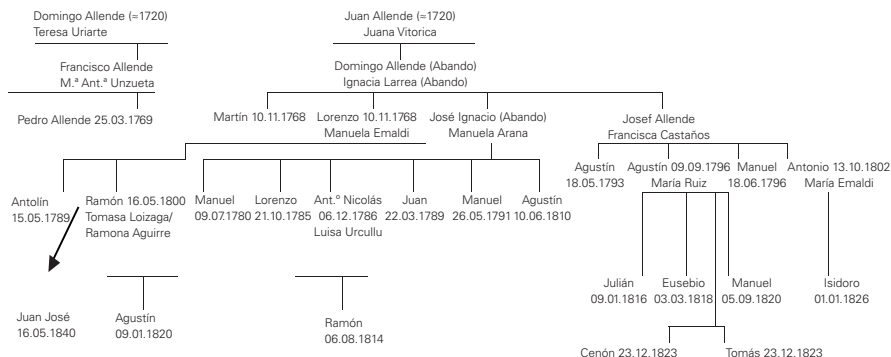 Domingo Allende (≈1720)
Teresa Uriarte
Juan Allende (≈1720)
Juana Vitorica
Francisco Allende
M.ª Ant.ª Unzueta
Domingo Allende (Abando)
Ignacia Larrea (Abando)
Pedro Allende 25.03.1769
Martín 10.11.1768
Lorenzo 10.11.1768
Manuela Emaldi
José Ignacio (Abando)
Manuela Arana
Josef Allende
Francisca Castaños
Antolín
15.05.1789
Ramón 16.05.1800
Tomasa Loizaga/
Ramona Aguirre
Manuel
09.07.1780
Lorenzo
21.10.1785
Ant.º Nicolás
06.12.1786
Luisa Urcullu
Juan
22.03.1789
Manuel
26.05.1791
Agustín
10.06.1810
Agustín
18.05.1793
Agustín 09.09.1796
María Ruiz
Manuel
18.06.1796
Antonio 13.10.1802
María Emaldi
Juan José
16.05.1840
Agustín
09.01.1820
Ramón
06.08.1814
Julián
09.01.1816
Eusebio
03.03.1818
Manuel
05.09.1820
Isidoro
01.01.1826
Cenón 23.12.1823
Tomás 23.12.1823